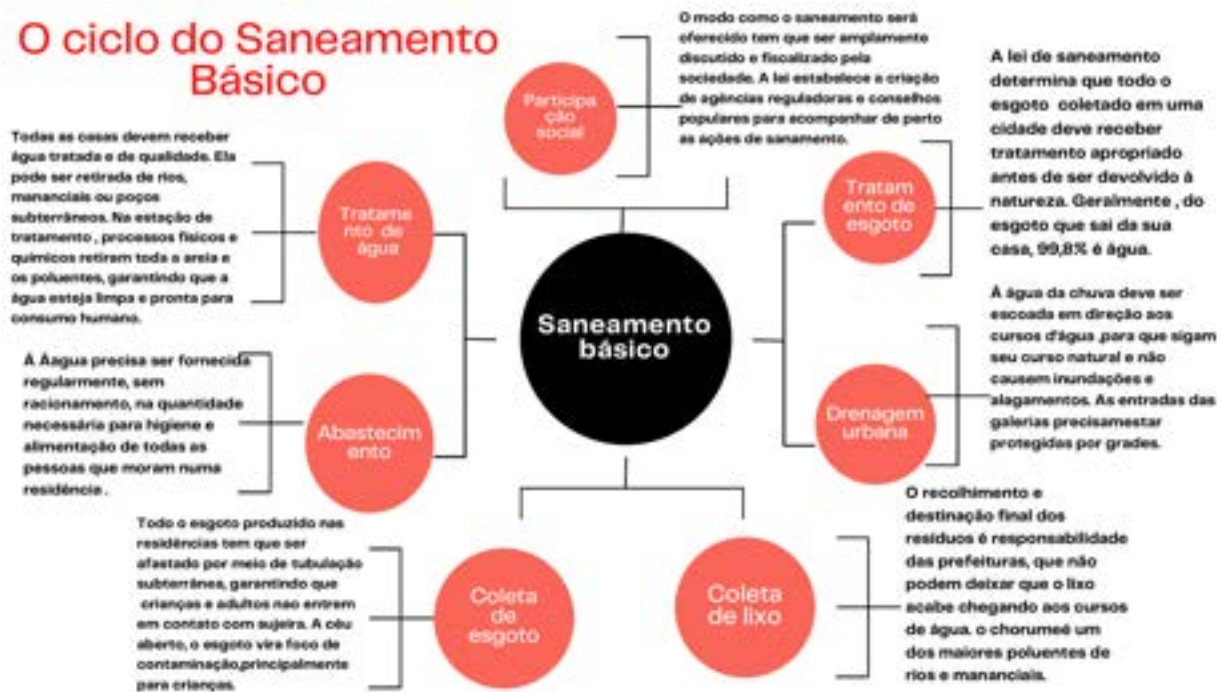 O ciclo do Saneamento
Básico
Participa
ção
social
O modo como o saneamento será
oferecido tem que ser amplamente
discutido e fiscalizado pela
sociedade. A lei estabelece a criação
de agências reguladoras e conselhos
populares para acompanhar de perto
as ações de sanamento.
Tratam
ento de
esgoto
A lei de saneamento
determina que todo o
esgoto coletado em uma
cidade deve receber
tratamento apropriado
antes de ser devolvido à
natureza. Geralmente , do
esgoto que sai da sua
casa, 99,8% é água.
Todas as casas devem receber
água tratada e de qualidade. Ela
pode ser retirada de rios,
mananciais ou poços
subterrâneos. Na estação de
tratamento , processos físicos e
químicos retiram toda a areia e
os poluentes, garantindo que a
água esteja limpa e pronta para
consumo humano.
Tratame
nto de
água
Saneamento
básico
À água da chuva deve ser
escoada em direção aos
cursos d'água ,para que sigam
seu curso natural e não
causem inundações e
alagamentos. As entradas das
galerias precisamestar
protegidas por grades.
Drenagem
urbana
À Áagua precisa ser fornecida
regularmente, sem
racionamento, na quantidade
necessária para higiene e
alimentação de todas as
pessoas que moram numa
residência .
Abastecim
ento
Todo o esgoto produzido nas
residências tem que ser
afastado por meio de tubulação
subterrânea, garantindo que
crianças e adultos nao entrem
em contato com sujeira. A céu
aberto, o esgoto vira foco de
contaminação,principalmente
para crianças.
Coleta
de
esgoto
Coleta
de lixo
O recolhimento e
destinação final dos
resíduos é responsabilidade
das prefeituras, que não
podem deixar que o lixo
acabe chegando aos cursos
de água. o chorumeé um
dos maiores poluentes de
rios e mananciais.